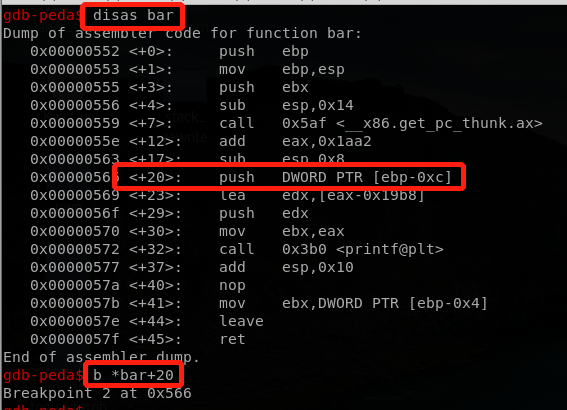 gdb-peda$ disas bar
Dump of assembler code for function bar:
0x00000552 <+0>: push ebp
0x00000553 <+1>: mov ebp,esp
0x00000555 <+3>: push ebx
0x00000556 <+4>: sub esp,0x14
0x00000559 <+7>: call 0x5af <__x86.get_pc_thunk.ax>
0x0000055e <+12>: add eax,0x1aa2
0x00000563 <+17>: sub esp,0x8
0x00000566 <+20>: push DWORD PTR [ebp-0xc]
0x00000569 <+23>: lea edx,[eax-0x19b8]
0x0000056f <+29>: push edx
0x00000570 <+30>: mov ebx,eax
0x00000572 <+32>: call 0x3b0 <printf@plt>
0x00000577 <+37>: add esp,0x10
0x0000057a <+40>: nop
0x0000057b <+41>: mov ebx,DWORD PTR [ebp-0x4]
0x0000057e <+44>: leave
0x0000057f <+45>: ret
End of assembler dump.
gdb-peda$ b *bar+20
Breakpoint 2 at 0x566